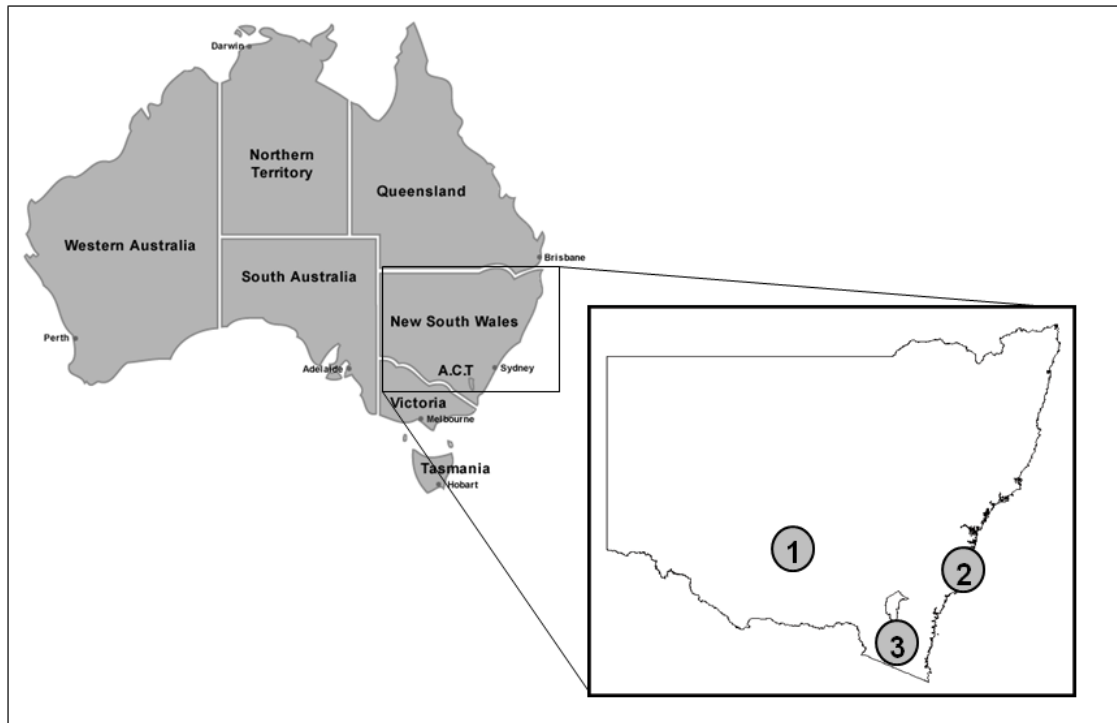 Darwin
Northern
Territory
Queensland
Western Australia
Brisbane
South Australia
New South Wales
Perth
Adelaide
A.C.T
Sydney
Victoria
Melbourne
Tasmania
Hobart
1
2
3